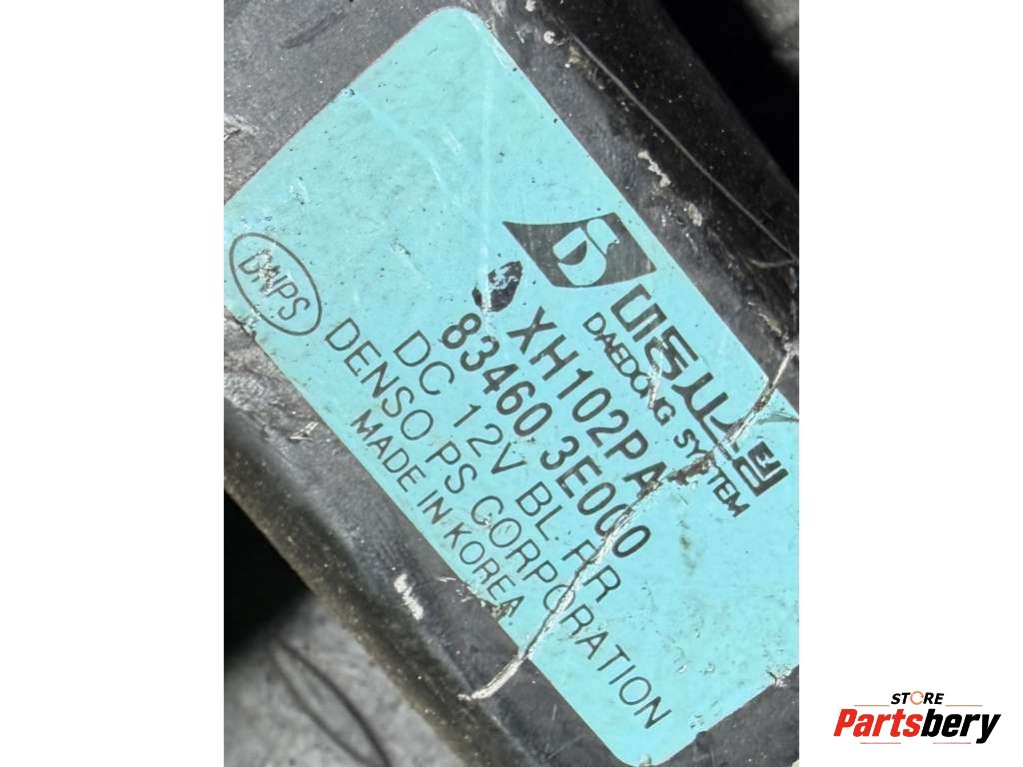 대동시스템
DAEDONG SYSTEM
XH102PA
83460 3E000
DC 12V BL. RR
DNPS DENSO PS CORPORATION
MADE IN KOREA
STORE
Partsbery